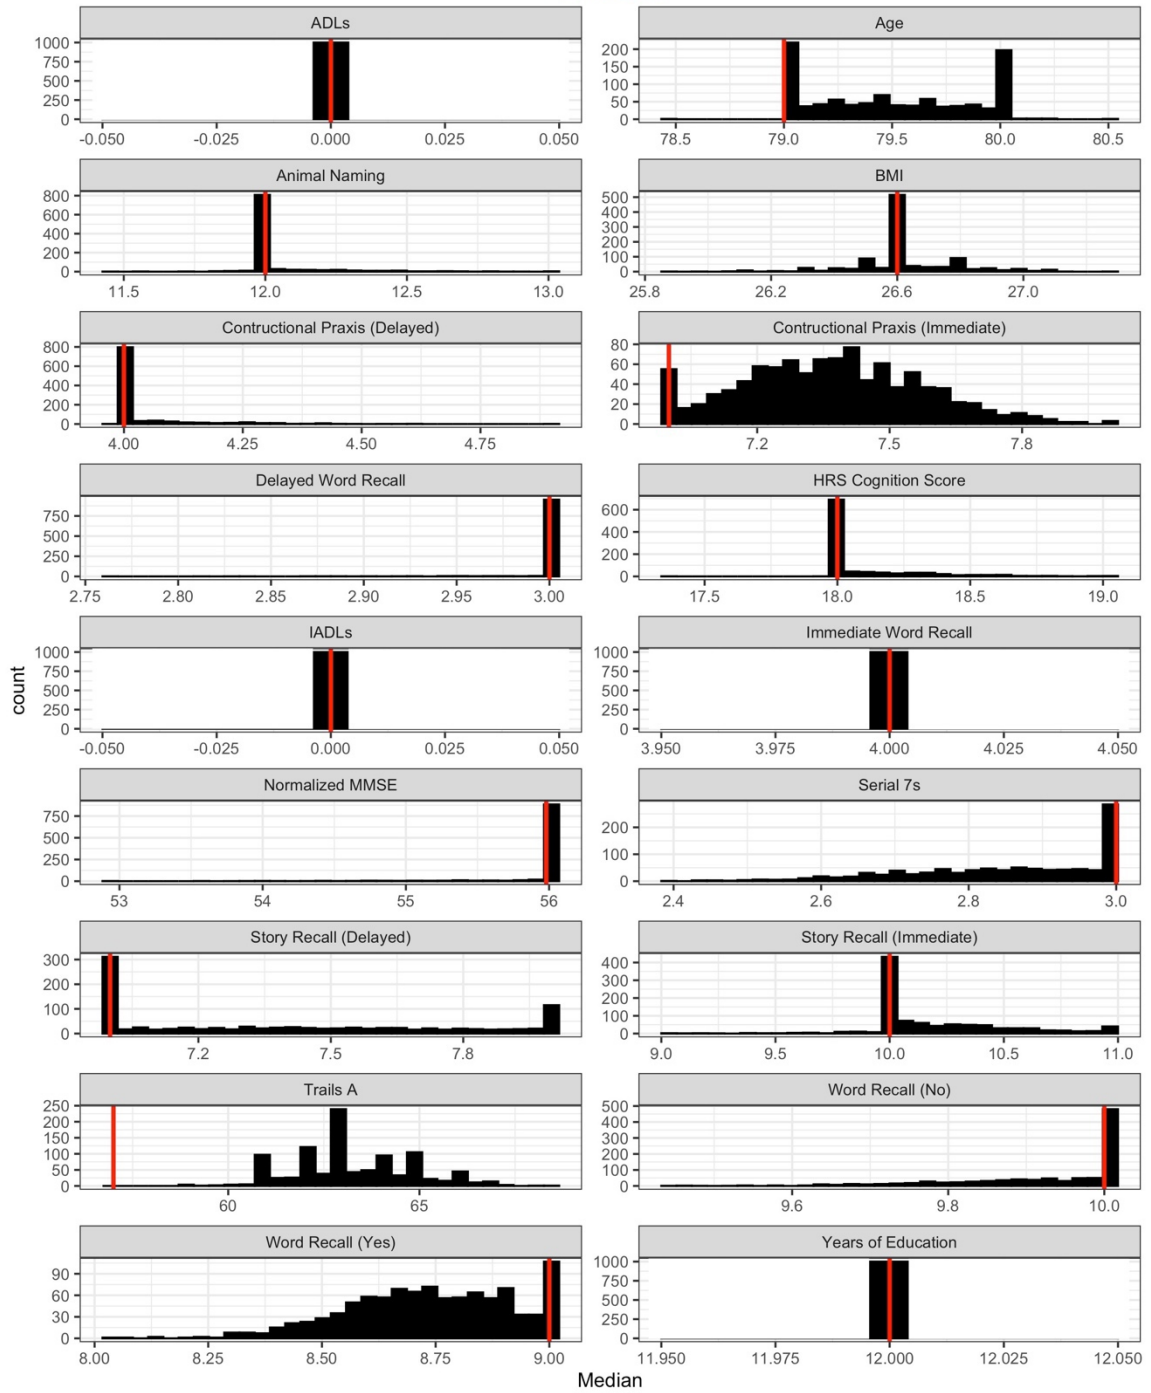 ADLs
1000
750
500
250
0
-0.050 -0.025 0.000 0.025 0.050
Age
200
150
100
50
0
78.5 79.0 79.5 80.0 80.5
Animal Naming
800
600
400
200
0
11.5 12.0 12.5 13.0
BMI
500
400
300
200
100
0
25.8 26.2 26.6 27.0
Contructional Praxis (Delayed)
800
600
400
200
0
4.00 4.25 4.50 4.75
Contructional Praxis (Immediate)
80
60
40
20
0
7.2 7.5 7.8
Delayed Word Recall
750
500
250
0
2.75 2.80 2.85 2.90 2.95 3.00
HRS Cognition Score
600
400
200
0
17.5 18.0 18.5 19.0
count
IADLs
1000
750
500
250
0
-0.050 -0.025 0.000 0.025 0.050
Immediate Word Recall
1000
750
500
250
0
3.950 3.975 4.000 4.025 4.050
Normalized MMSE
750
500
250
0
53 54 55 56
Serial 7s
200
100
0
2.4 2.6 2.8 3.0
Story Recall (Delayed)
300
200
100
0
7.2 7.5 7.8
Story Recall (Immediate)
400
300
200
100
0
9.0 9.5 10.0 10.5 11.0
Trails A
250
200
150
100
50
0
60 65
Word Recall (No)
500
400
300
200
100
0
9.6 9.8 10.0
Word Recall (Yes)
90
60
30
0
8.00 8.25 8.50 8.75 9.00
Years of Education
1000
750
500
250
0
11.950 11.975 12.000 12.025 12.050
Median